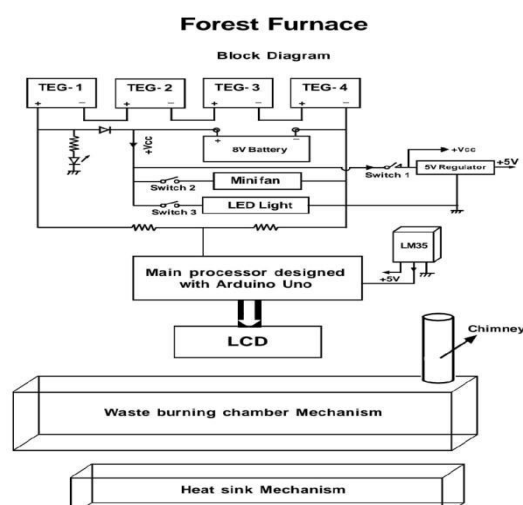 Forest Furnace
Block Diagram
TEG-1 TEG-2 TEG-3 TEG-4
+ − + − + − + −
+Vcc
+ −
8V Battery
+Vcc
Switch 1
5V Regulator
+5V
Switch 2
Mini fan
Switch 3
LED Light
LM35
+5V
Main processor designed
with Arduino Uno
LCD
Chimney
Waste burning chamber Mechanism
Heat sink Mechanism